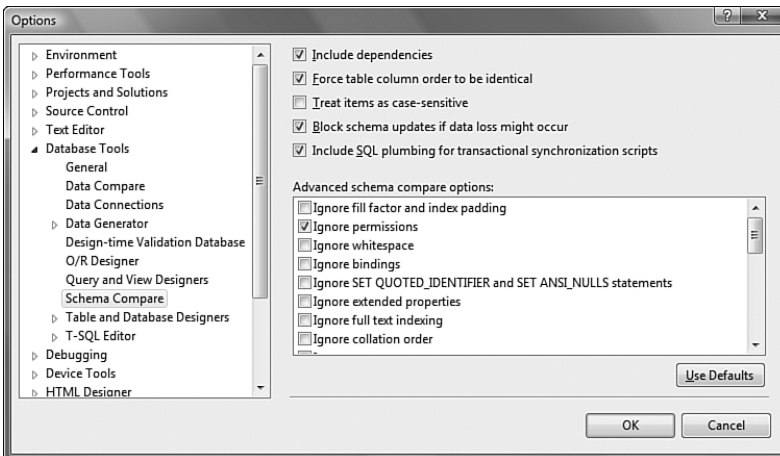 Options
Environment
Performance Tools
Projects and Solutions
Source Control
Text Editor
Database Tools
General
Data Compare
Data Connections
Data Generator
Design-time Validation Database
O/R Designer
Query and View Designers
Schema Compare
Table and Database Designers
T-SQL Editor
Debugging
Device Tools
HTML Designer
Include dependencies
Force table column order to be identical
Treat items as case-sensitive
Block schema updates if data loss might occur
Include SQL plumbing for transactional synchronization scripts
Advanced schema compare options:
Ignore fill factor and index padding
Ignore permissions
Ignore whitespace
Ignore bindings
Ignore SET QUOTED_IDENTIFIER and SET ANSI_NULLS statements
Ignore extended properties
Ignore full text indexing
Ignore collation order
Use Defaults
OK
Cancel